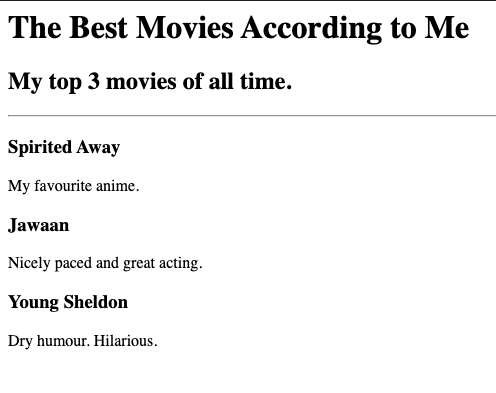 The Best Movies According to Me
My top 3 movies of all time.
Spirited Away
My favourite anime.
Jawaan
Nicely paced and great acting.
Young Sheldon
Dry humour. Hilarious.